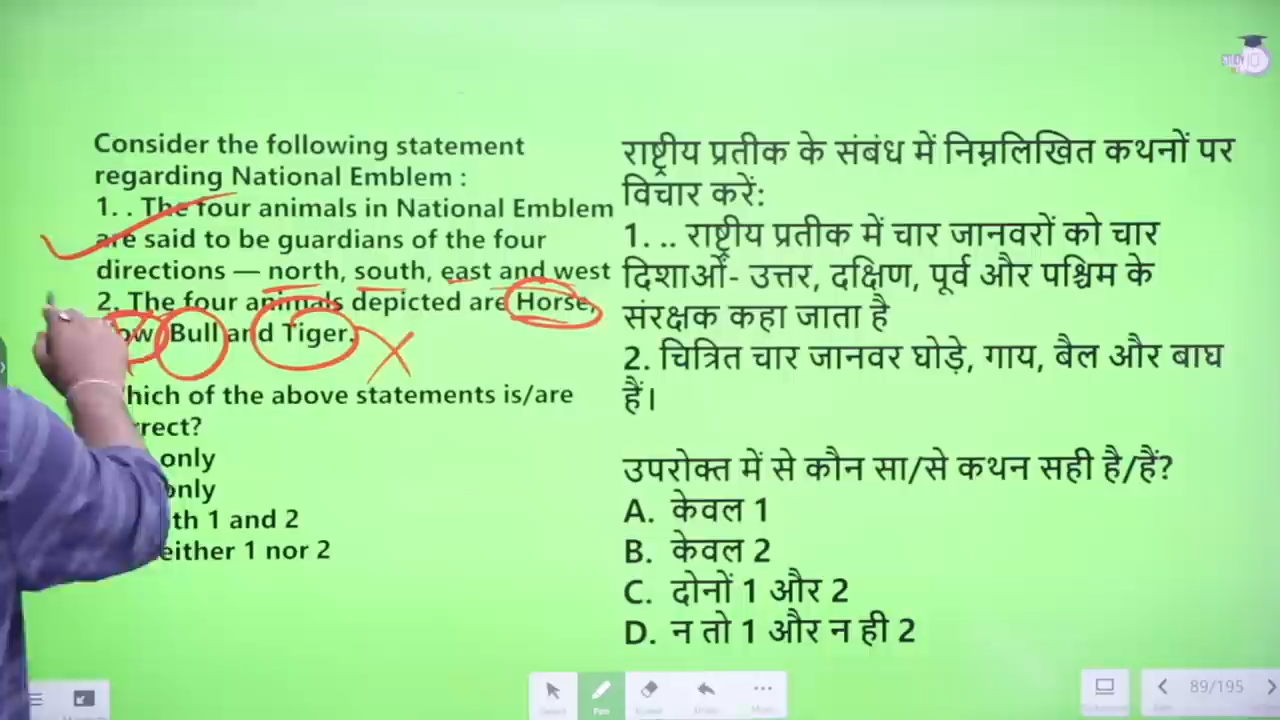 Consider the following statement
regarding National Emblem :
1. . The four animals in National Emblem
are said to be guardians of the four
directions — north, south, east and west
2. The four animals depicted are Horse,
Bull and Tiger.
hich of the above statements is/are
rrect?
only
only
th 1 and 2
either 1 nor 2
राष्ट्रीय प्रतीक के संबंध में निम्नलिखित कथनों पर
विचार करें:
1. .. राष्ट्रीय प्रतीक में चार जानवरों को चार
दिशाओं- उत्तर, दक्षिण, पूर्व और पश्चिम के
संरक्षक कहा जाता है
2. चित्रित चार जानवर घोड़े, गाय, बैल और बाघ
हैं।
उपरोक्त में से कौन सा/से कथन सही है/हैं?
A. केवल 1
B. केवल 2
C. दोनों 1 और 2
D. न तो 1 और न ही 2
STUDY
89/195